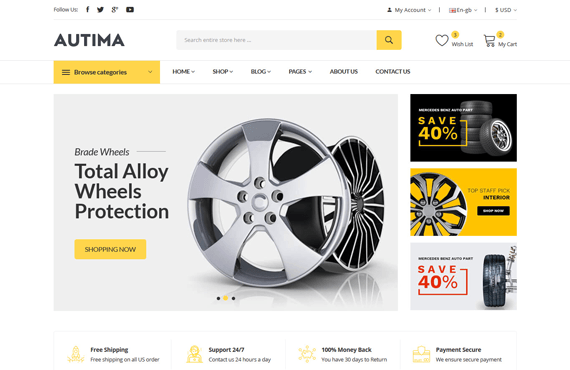 Follow Us:
My Account
En-gb
$ USD
AUTIMA
Search entire store here ...
3
Wish List
2
My Cart
Browse categories
HOME
SHOP
BLOG
PAGES
ABOUT US
CONTACT US
Brade Wheels
Total Alloy
Wheels
Protection
SHOPPING NOW
MERCEDES BENZ AUTO PART
SAVE
40%
TOP STAFF PICK
INTERIOR
SHOP NOW
MERCEDES BENZ AUTO PART
SAVE
40%
Free Shipping
Free shipping on all US order
Support 24/7
Contact us 24 hours a day
100% Money Back
You have 30 days to Return
Payment Secure
We ensure secure payment